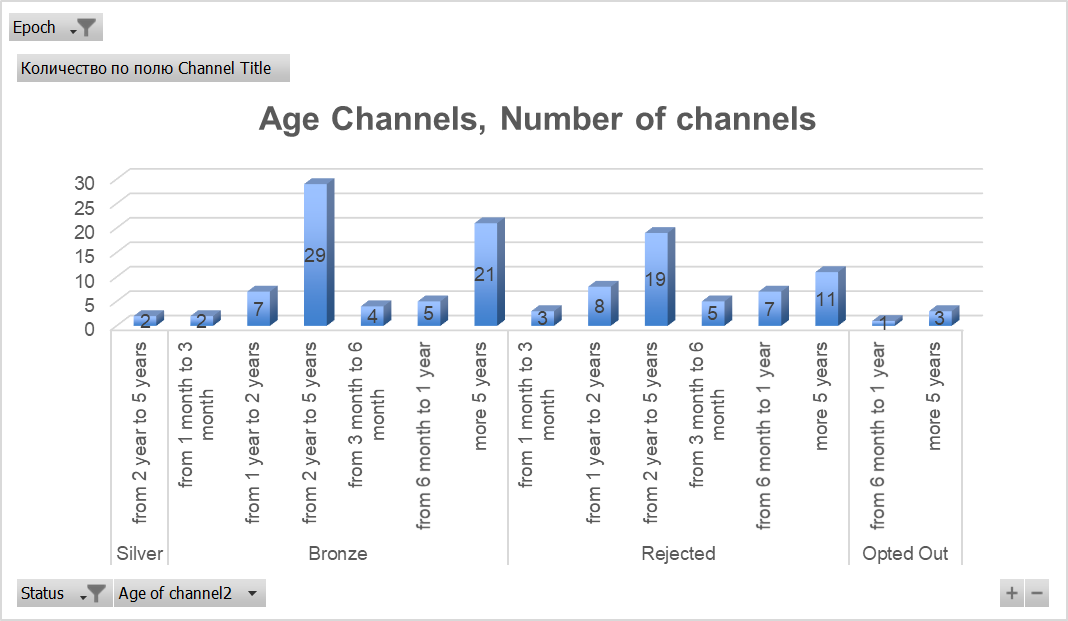 Epoch
Количество по полю Channel Title
Age Channels, Number of channels
30
25
20
15
10
5
0
2
2
7
29
4
5
21
3
8
19
5
7
11
1
3
from 2 year to 5 years
from 1 month to 3
month
from 1 year to 2 years
from 2 year to 5 years
from 3 month to 6
month
from 6 month to 1 year
more 5 years
from 1 month to 3
month
from 1 year to 2 years
from 2 year to 5 years
from 3 month to 6
month
from 6 month to 1 year
more 5 years
from 6 month to 1 year
more 5 years
Silver
Bronze
Rejected
Opted Out
Status
Age of channel2
+ −